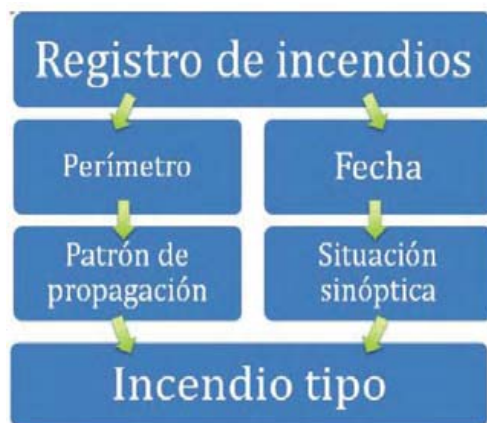 Registro de incendios
Perímetro
Fecha
Patrón de
propagación
Situación
sinóptica
Incendio tipo